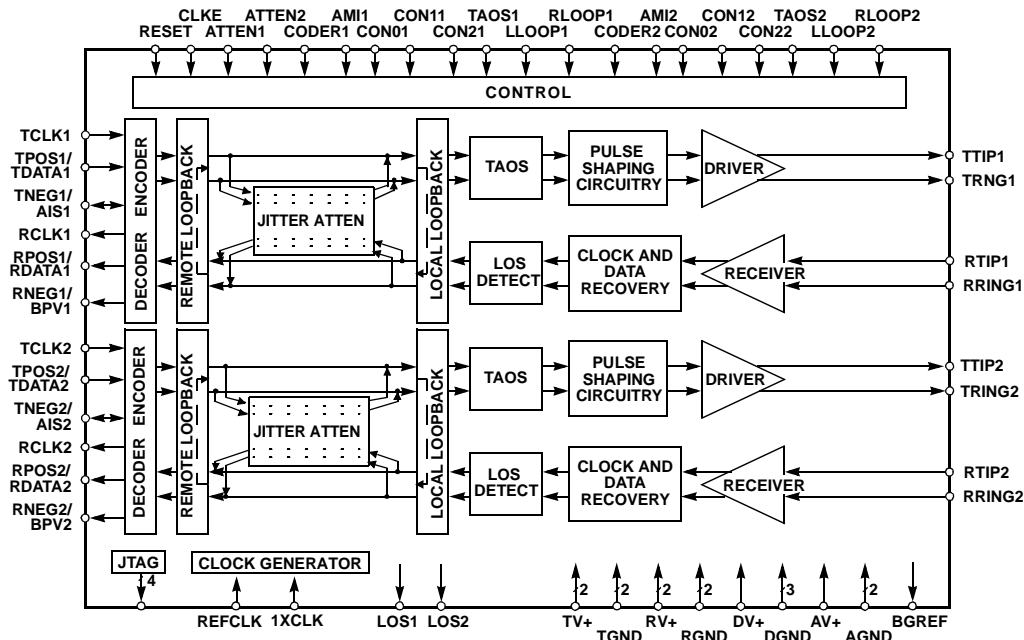 CLKE ATTEN2 AMI1 CON11 TAOS1 RLOOP1 AMI2 CON12 TAOS2 RLOOP2
RESET ATTEN1 CODER1 CON01 CON21 LLOOP1 CODER2 CON02 CON22 LLOOP2
CONTROL
TCLK1
TPOS1/
TDATA1
TNEG1/
AIS1
RCLK1
RPOS1/
RDATA1
RNEG1/
BPV1
ENCODER
DECODER
REMOTE LOOPBACK
JITTER ATTEN
LOCAL LOOPBACK
TAOS
PULSE
SHAPING
CIRCUITRY
DRIVER
TTIP1
TRNG1
LOS
DETECT
CLOCK AND
DATA
RECOVERY
RECEIVER
RTIP1
RRING1
TCLK2
TPOS2/
TDATA2
TNEG2/
AIS2
RCLK2
RPOS2/
RDATA2
RNEG2/
BPV2
ENCODER
DECODER
REMOTE LOOPBACK
JITTER ATTEN
LOCAL LOOPBACK
TAOS
PULSE
SHAPING
CIRCUITRY
DRIVER
TTIP2
TRING2
LOS
DETECT
CLOCK AND
DATA
RECOVERY
RECEIVER
RTIP2
RRING2
JTAG
4
CLOCK GENERATOR
2 2 2 2 3 2
REFCLK 1XCLK LOS1 LOS2 TV+ RV+ DV+ AV+ BGREF
TGND RGND DGND AGND